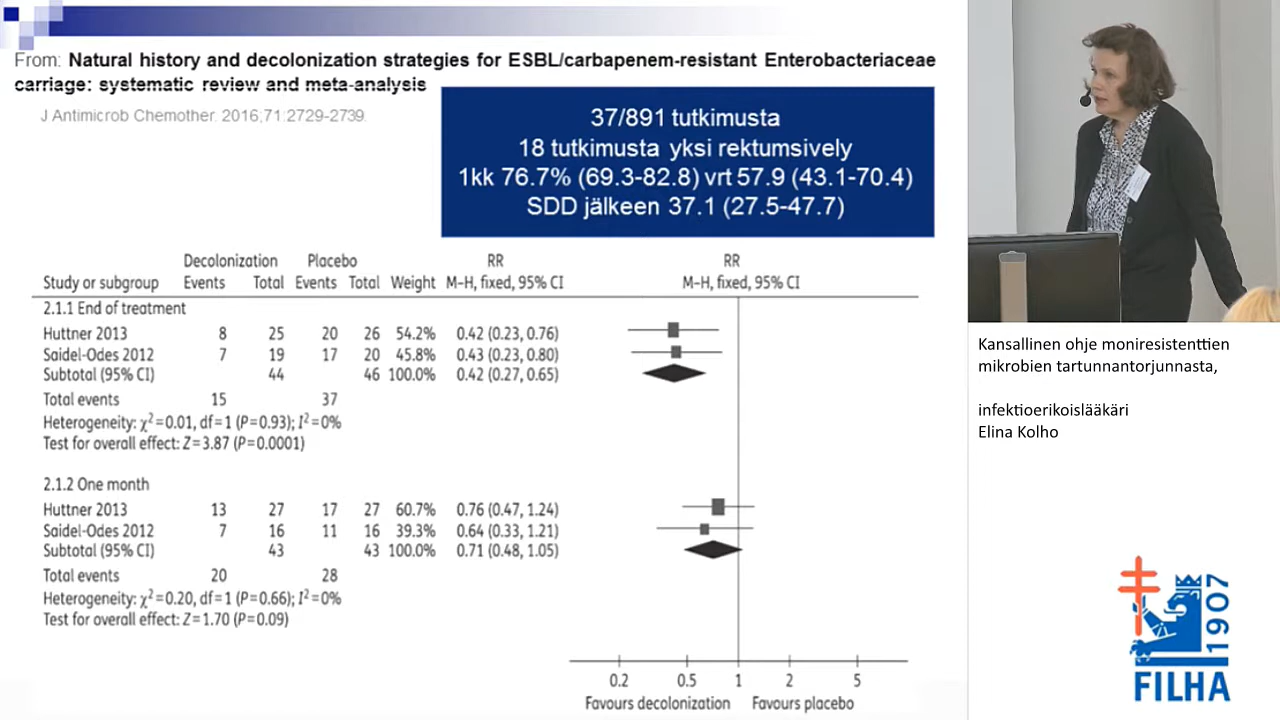 From: Natural history and decolonization strategies for ESBL/carbapenem-resistant Enterobacteriaceae
carriage: systematic review and meta-analysis
J Antimicrob Chemother. 2016;71:2729-2739.
37/891 tutkimusta
18 tutkimusta yksi rektumsively
1kk 76.7% (69.3-82.8) vrt 57.9 (43.1-70.4)
SDD jälkeen 37.1 (27.5-47.7)
Decolonization Placebo RR RR
Study or subgroup Events Total Events Total Weight M–H, fixed, 95% CI M–H, fixed, 95% CI
2.1.1 End of treatment
Huttner 2013 8 25 20 26 54.2% 0.42 (0.23, 0.76)
Saidel-Odes 2012 7 19 17 20 45.8% 0.43 (0.23, 0.80)
Subtotal (95% CI) 44 46 100.0% 0.42 (0.27, 0.65)
Total events 15 37
Heterogeneity: χ²=0.01, df=1 (P=0.93); I²=0%
Test for overall effect: Z=3.87 (P=0.0001)
2.1.2 One month
Huttner 2013 13 27 17 27 60.7% 0.76 (0.47, 1.24)
Saidel-Odes 2012 7 16 11 16 39.3% 0.64 (0.33, 1.21)
Subtotal (95% CI) 43 43 100.0% 0.71 (0.48, 1.05)
Total events 20 28
Heterogeneity: χ²=0.20, df=1 (P=0.66); I²=0%
Test for overall effect: Z=1.70 (P=0.09)
0.2 0.5 1 2 5
Favours decolonization Favours placebo
Kansallinen ohje moniresistenttien
mikrobien tartunnantorjunnasta,
infektioerikoislääkäri
Elina Kolho
1907
FILHA